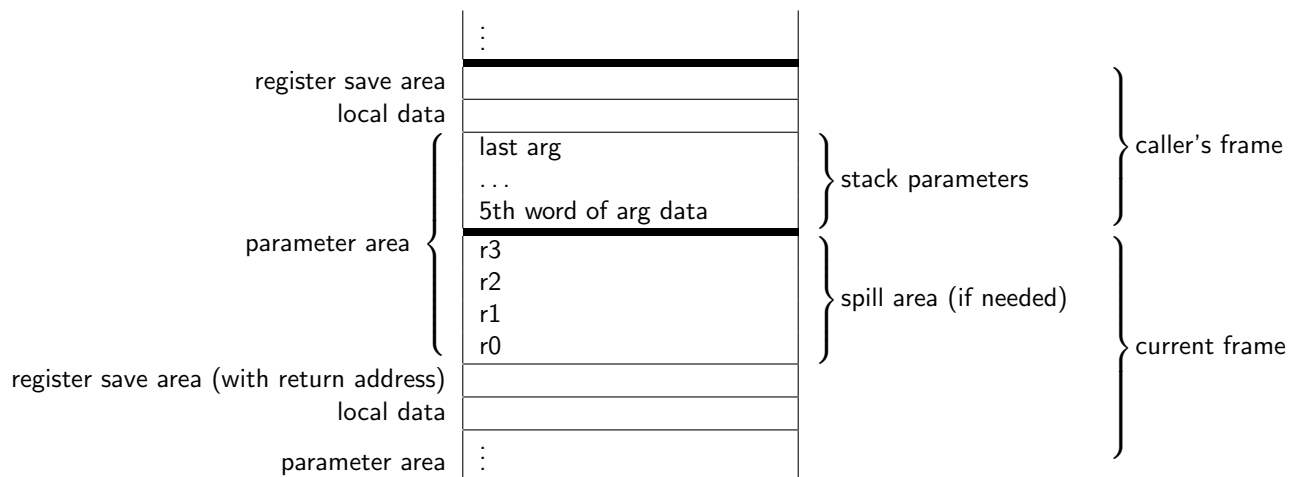 ⋮
register save area
local data
last arg
caller's frame
. . .
stack parameters
5th word of arg data
parameter area
r3
r2
spill area (if needed)
r1
r0
current frame
register save area (with return address)
local data
parameter area
⋮